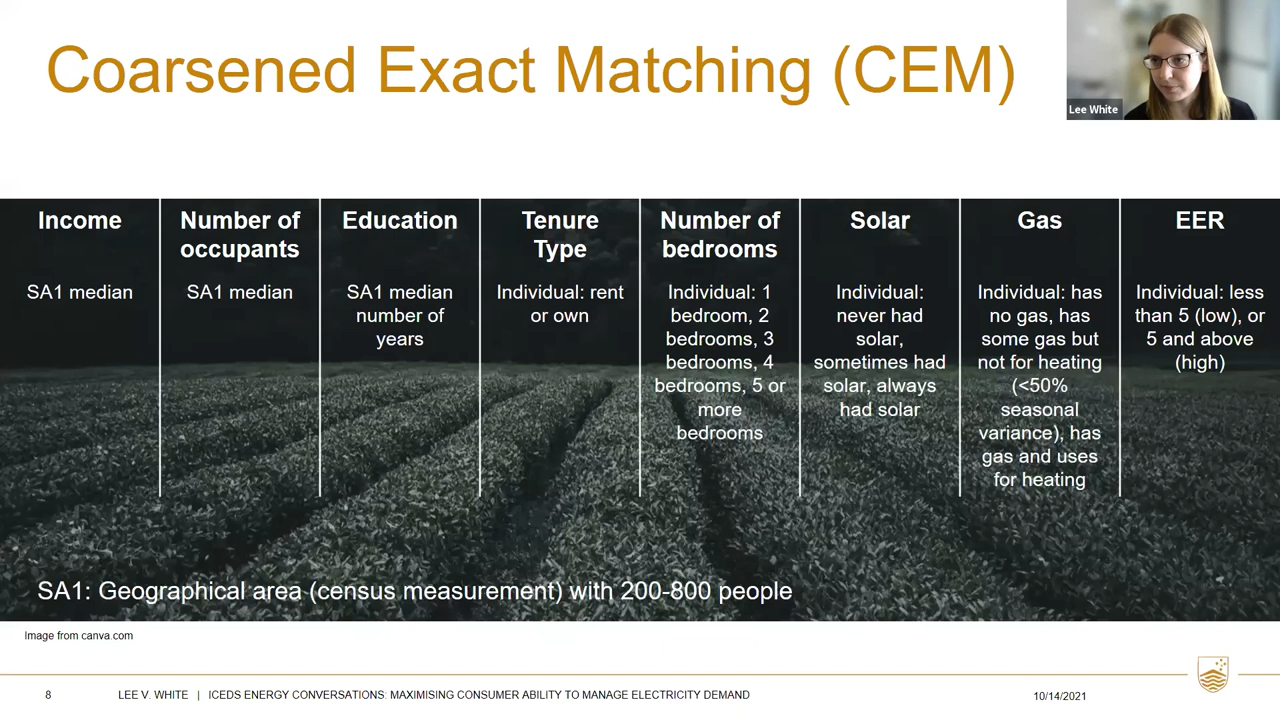 Coarsened Exact Matching (CEM)
Lee White
Income
SA1 median
Number of
occupants
SA1 median
Education
SA1 median
number of
years
Tenure
Type
Individual: rent
or own
Number of
bedrooms
Individual: 1
bedroom, 2
bedrooms, 3
bedrooms, 4
bedrooms, 5 or
more
bedrooms
Solar
Individual:
never had
solar,
sometimes had
solar, always
had solar
Gas
Individual: has
no gas, has
some gas but
not for heating
(<50%
seasonal
variance), has
gas and uses
for heating
EER
Individual: less
than 5 (low), or
5 and above
(high)
SA1: Geographical area (census measurement) with 200-800 people
Image from canva.com
8
LEE V. WHITE | ICEDS ENERGY CONVERSATIONS: MAXIMISING CONSUMER ABILITY TO MANAGE ELECTRICITY DEMAND
10/14/2021